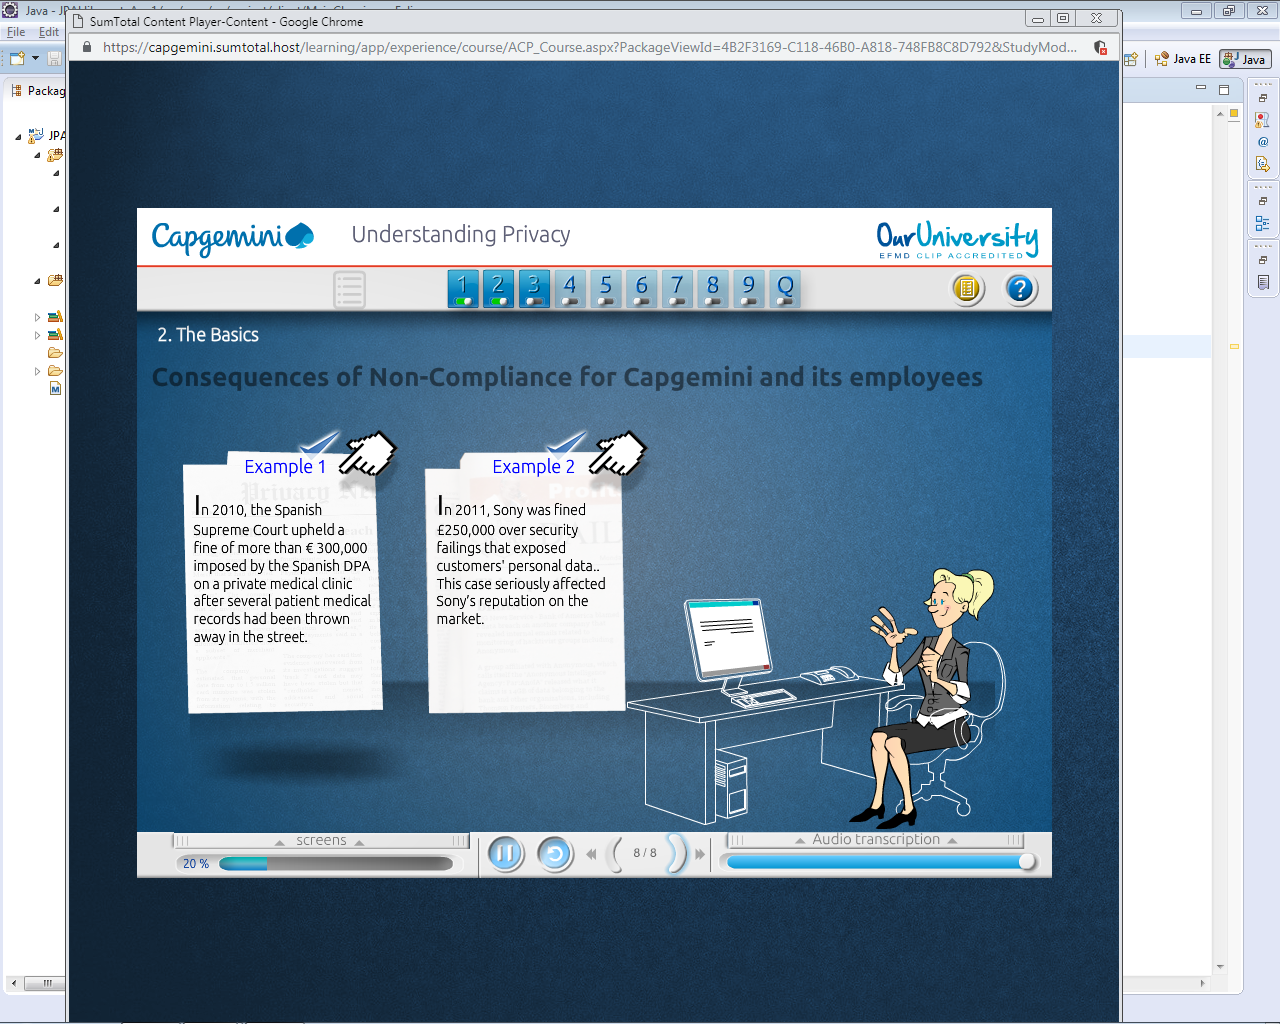 Java - JPA
SumTotal Content Player-Content - Google Chrome
File Edit
https://capgemini.sumtotal.host/learning/app/experience/course/ACP_Course.aspx?PackageViewId=4B2F3169-C118-46B0-A818-748FB8C8D792&StudyMod...
Java EE
Java
Packag
JPA
Capgemini
Understanding Privacy
OurUniversity
EFMD CLIP ACCREDITED
1 2 3 4 5 6 7 8 9 Q
?
2. The Basics
Consequences of Non-Compliance for Capgemini and its employees
Example 1
In 2010, the Spanish
Supreme Court upheld a
fine of more than € 300,000
imposed by the Spanish DPA
on a private medical clinic
after several patient medical
records had been thrown
away in the street.
Example 2
In 2011, Sony was fined
£250,000 over security
failings that exposed
customers' personal data..
This case seriously affected
Sony's reputation on the
market.
screens
20 %
8 / 8
Audio transcription